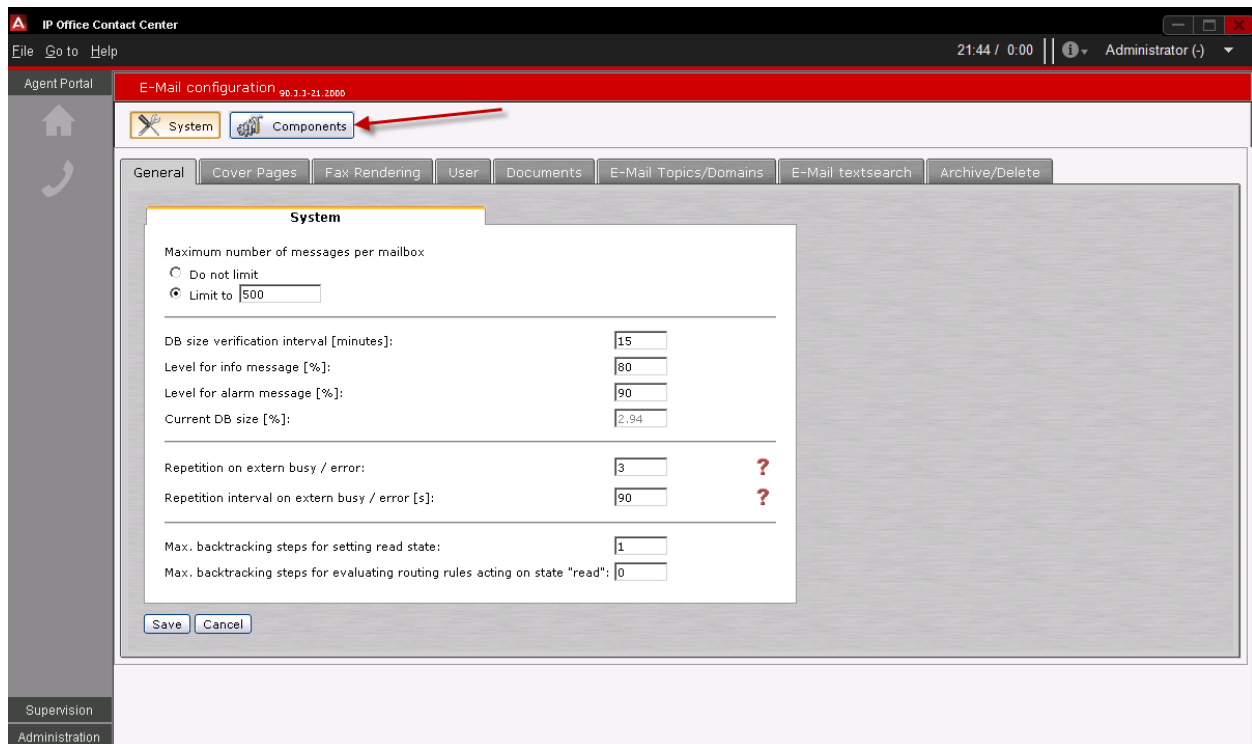 IP Office Contact Center
File Go to Help
21:44 / 0:00
Administrator (-)
Agent Portal
E-Mail configuration 90.3.3-21.2000
System
Components
General
Cover Pages
Fax Rendering
User
Documents
E-Mail Topics/Domains
E-Mail textsearch
Archive/Delete
System
Maximum number of messages per mailbox
Do not limit
Limit to 500
DB size verification interval [minutes]: 15
Level for info message [%]: 80
Level for alarm message [%]: 90
Current DB size [%]: 2.94
Repetition on extern busy / error: 3 ?
Repetition interval on extern busy / error [s]: 90 ?
Max. backtracking steps for setting read state: 1
Max. backtracking steps for evaluating routing rules acting on state "read": 0
Save Cancel
Supervision
Administration